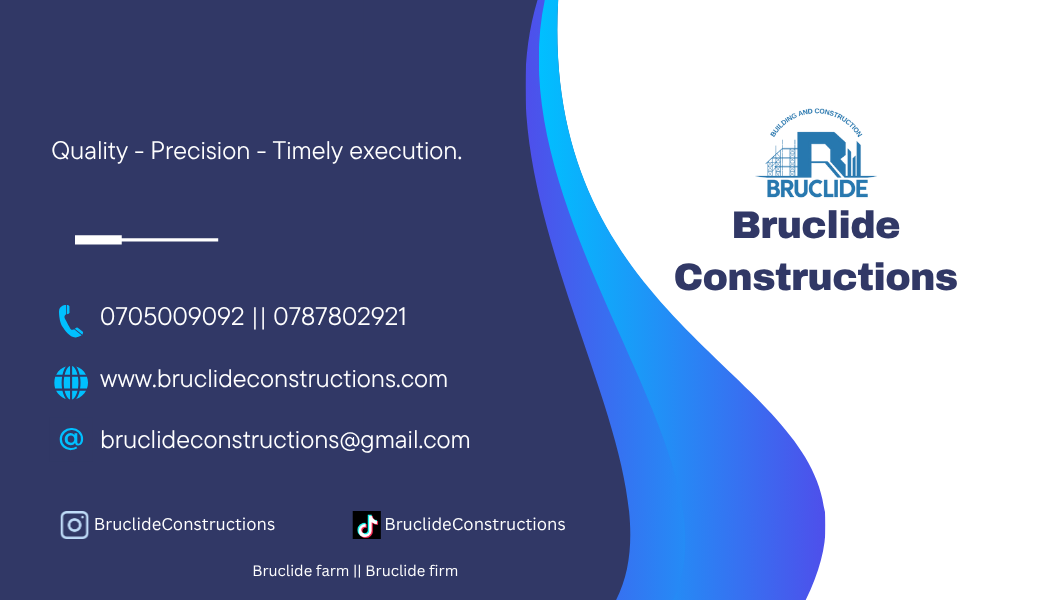 Quality - Precision - Timely execution.
0705009092 || 0787802921
www.bruclideconstructions.com
@ bruclideconstructions@gmail.com
BruclideConstructions
BruclideConstructions
Bruclide farm || Bruclide firm
BUILDING AND CONSTRUCTION
R
BRUCLIDE
Bruclide
Constructions